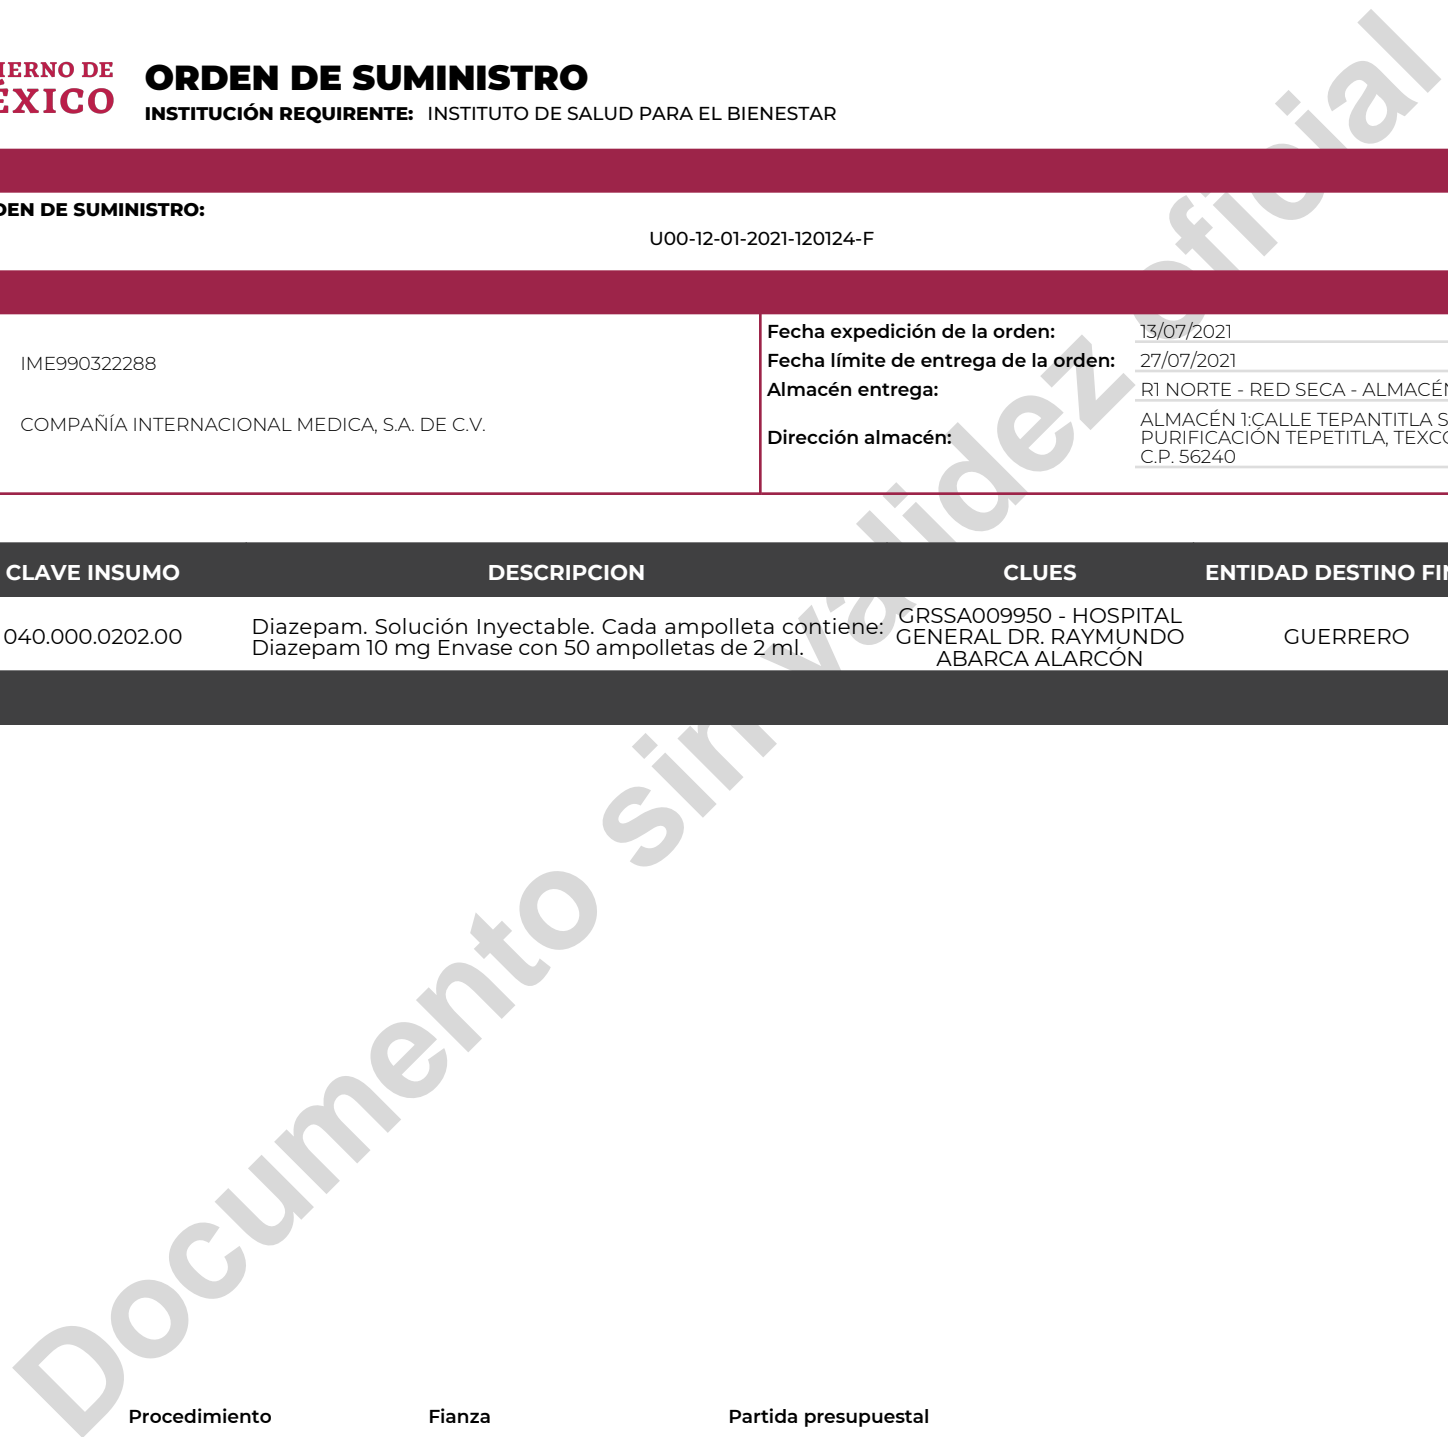 IERNO DE
ÉXICO
ORDEN DE SUMINISTRO
INSTITUCIÓN REQUIRENTE: INSTITUTO DE SALUD PARA EL BIENESTAR
DEN DE SUMINISTRO:
U00-12-01-2021-120124-F
IME990322288
COMPAÑÍA INTERNACIONAL MEDICA, S.A. DE C.V.
Fecha expedición de la orden: 13/07/2021
Fecha límite de entrega de la orden: 27/07/2021
Almacén entrega: R1 NORTE - RED SECA - ALMACÉN
Dirección almacén: ALMACÉN 1:CALLE TEPANTITLA S
PURIFICACIÓN TEPETITLA, TEXCO
C.P. 56240
CLAVE INSUMO DESCRIPCION CLUES ENTIDAD DESTINO FIN
040.000.0202.00
Diazepam. Solución Inyectable. Cada ampolleta contiene:
Diazepam 10 mg Envase con 50 ampolletas de 2 ml.
GRSSA009950 - HOSPITAL
GENERAL DR. RAYMUNDO
ABARCA ALARCÓN
GUERRERO
Documento sin validez oficial
Procedimiento Fianza Partida presupuestal